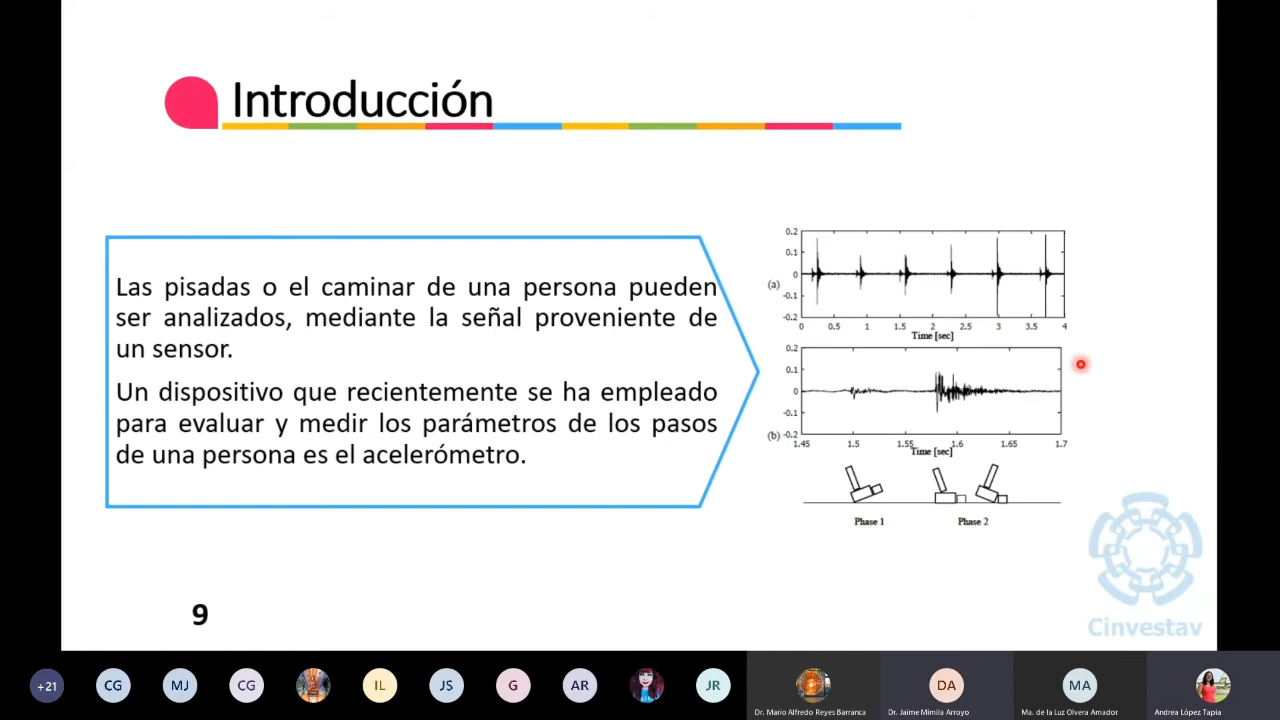 Introducción
Las pisadas o el caminar de una persona pueden
ser analizados, mediante la señal proveniente de
un sensor.
Un dispositivo que recientemente se ha empleado
para evaluar y medir los parámetros de los pasos
de una persona es el acelerómetro.
0.2
0.1
0
-0.1
-0.2
(a)
0 0.5 1 1.5 2 2.5 3 3.5 4
Time [sec]
0.2
0.1
0
-0.1
-0.2
(b)
1.45 1.5 1.55 1.6 1.65 1.7
Time [sec]
Phase 1 Phase 2
Cinvestav
9
+21 CG MJ CG IL JS G AR JR DA MA
Dr. Mario Alfredo Reyes Barranca Dr. Jaime Mimila Arroyo Ma. de la Luz Olvera Amador Andrea López Tapia